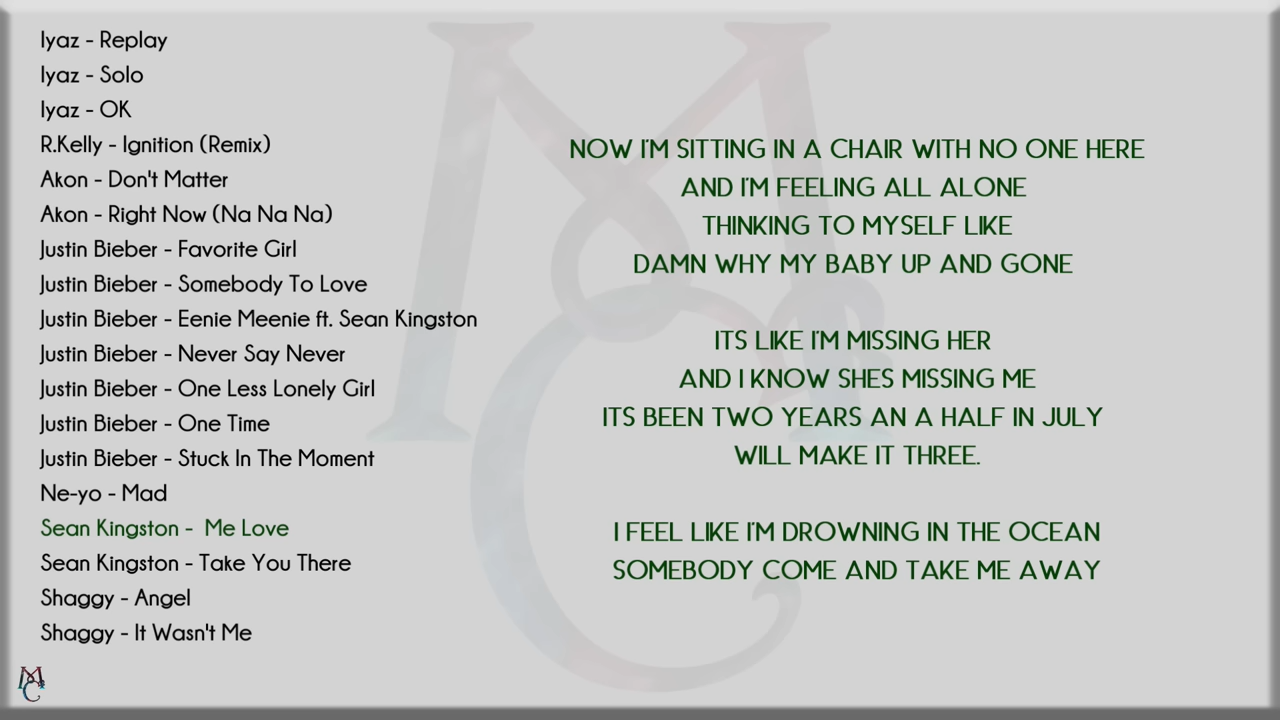 Iyaz - Replay
Iyaz - Solo
Iyaz - OK
R.Kelly - Ignition (Remix)
Akon - Don't Matter
Akon - Right Now (Na Na Na)
Justin Bieber - Favorite Girl
Justin Bieber - Somebody To Love
Justin Bieber - Eenie Meenie ft. Sean Kingston
Justin Bieber - Never Say Never
Justin Bieber - One Less Lonely Girl
Justin Bieber - One Time
Justin Bieber - Stuck In The Moment
Ne-yo - Mad
Sean Kingston -  Me Love
Sean Kingston - Take You There
Shaggy - Angel
Shaggy - It Wasn't Me
NOW I'M SITTING IN A CHAIR WITH NO ONE HERE
AND I'M FEELING ALL ALONE
THINKING TO MYSELF LIKE
DAMN WHY MY BABY UP AND GONE
ITS LIKE I'M MISSING HER
AND I KNOW SHES MISSING ME
ITS BEEN TWO YEARS AN A HALF IN JULY
WILL MAKE IT THREE.
I FEEL LIKE I'M DROWNING IN THE OCEAN
SOMEBODY COME AND TAKE ME AWAY